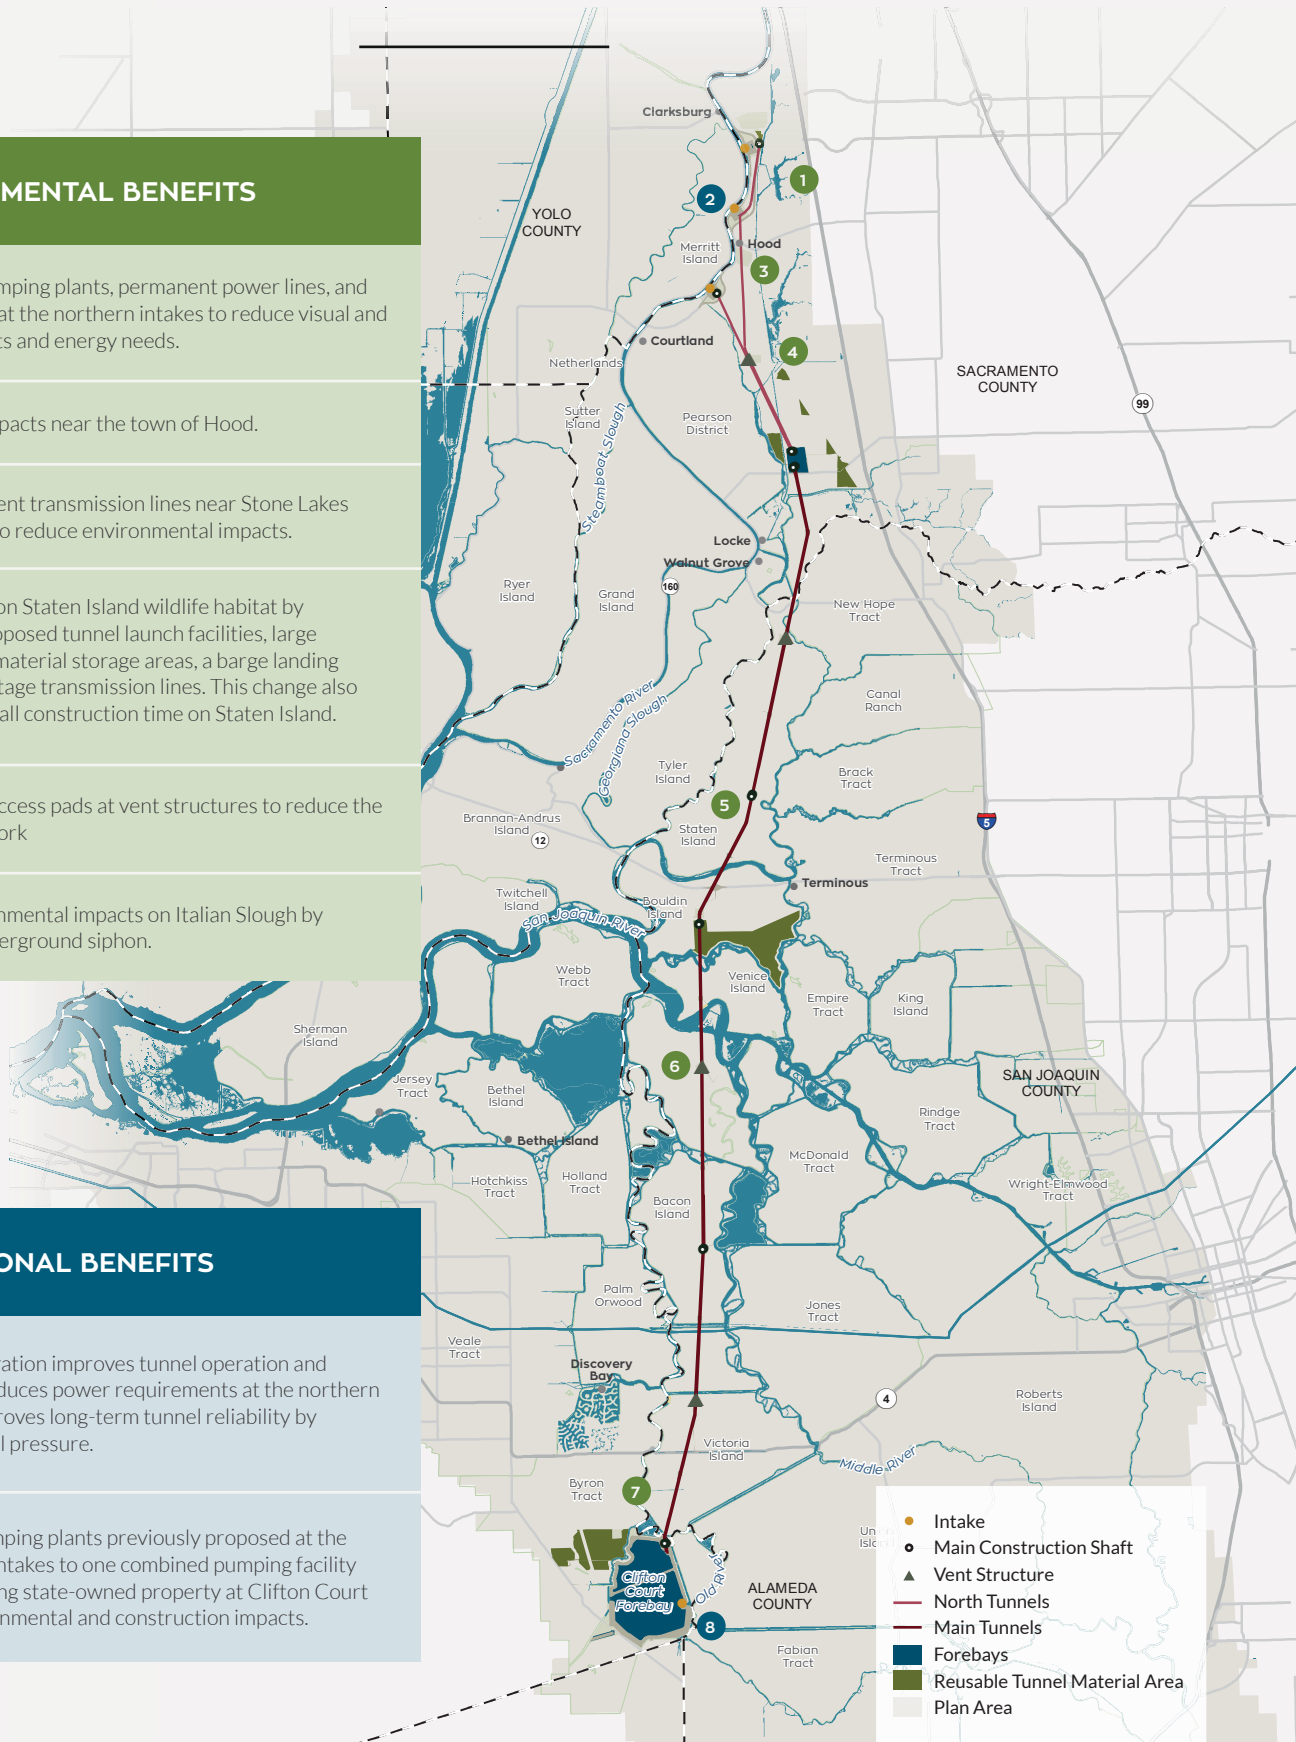 MENTAL BENEFITS
mping plants, permanent power lines, and
at the northern intakes to reduce visual and
ts and energy needs.
pacts near the town of Hood.
ent transmission lines near Stone Lakes
o reduce environmental impacts.
on Staten Island wildlife habitat by
oposed tunnel launch facilities, large
material storage areas, a barge landing
tage transmission lines. This change also
all construction time on Staten Island.
ccess pads at vent structures to reduce the
ork
nmental impacts on Italian Slough by
erground siphon.
ONAL BENEFITS
ration improves tunnel operation and
duces power requirements at the northern
roves long-term tunnel reliability by
l pressure.
mping plants previously proposed at the
intakes to one combined pumping facility
ng state-owned property at Clifton Court
nmental and construction impacts.
Clarksburg
1
2
YOLO
COUNTY
Merritt
Island
Hood
3
Courtland
4
Netherlands
SACRAMENTO
COUNTY
99
Sutter
Island
Steamboat Slough
Pearson
District
Locke
Walnut Grove
160
Ryer
Island
Grand
Island
New Hope
Tract
Sacramento River
Georgiana Slough
Canal
Ranch
Tyler
Island
Brack
Tract
5
Brannan-Andrus
Island
12
Staten
Island
5
Terminous
Tract
Terminous
Twitchell
Island
Bouldin
Island
San Joaquin River
Webb
Tract
Venice
Island
Empire
Tract
King
Island
Sherman
Island
6
Jersey
Tract
Bethel
Island
SAN JOAQUIN
COUNTY
Rindge
Tract
Bethel Island
McDonald
Tract
Hotchkiss
Tract
Holland
Tract
Wright-Elmwood
Tract
Bacon
Island
Palm
Orwood
Jones
Tract
Veale
Tract
Discovery
Bay
4
Roberts
Island
Victoria
Island
Middle River
Byron
Tract
7
Union
Island
Clifton
Court
Forebay
Old River
ALAMEDA
COUNTY
8
Fabian
Tract
Intake
Main Construction Shaft
Vent Structure
North Tunnels
Main Tunnels
Forebays
Reusable Tunnel Material Area
Plan Area